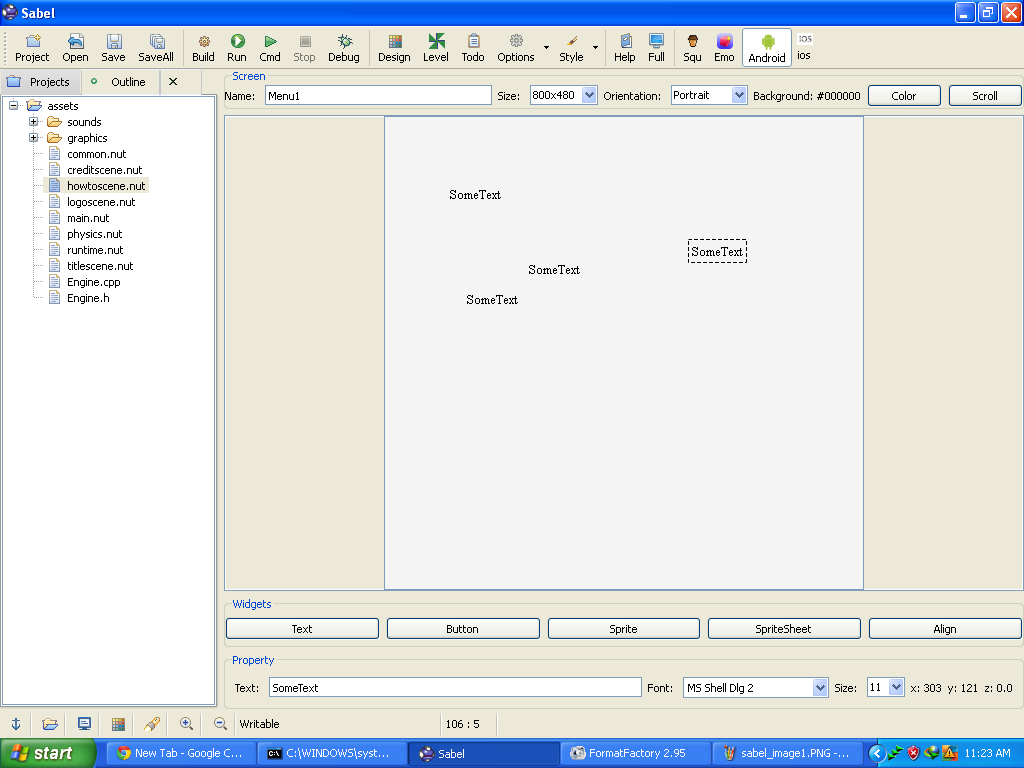 Sabel
Project Open Save SaveAll Build Run Cmd Stop Debug Design Level Todo Options Style Help Full Squ Emo Android ios
IOS
Projects Outline
Screen
Name: Menu1 Size: 800x480 Orientation: Portrait Background: #000000 Color Scroll
assets
sounds
graphics
common.nut
creditscene.nut
howtoscene.nut
logoscene.nut
main.nut
physics.nut
runtime.nut
titlescene.nut
Engine.cpp
Engine.h
SomeText
SomeText
SomeText
SomeText
Widgets
Text Button Sprite SpriteSheet Align
Property
Text: SomeText Font: MS Shell Dlg 2 Size: 11 x: 303 y: 121 z: 0.0
Writable 106 : 5
start New Tab - Google C... C:\WINDOWS\syst... Sabel FormatFactory 2.95 sabel_image1.PNG -... 11:23 AM